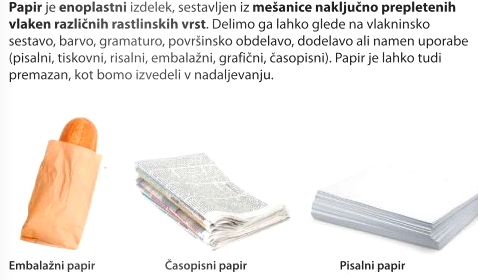 Papir je enoplastni izdelek, sestavljen iz mešanice naključno prepletenih
vlaken različnih rastlinskih vrst. Delimo ga lahko glede na vlakninsko
sestavo, barvo, gramaturo, površinsko obdelavo, dodelavo ali namen uporabe
(pisalni, tiskovni, risalni, embalažni, grafični, časopisni). Papir je lahko tudi
premazan, kot bomo izvedeli v nadaljevanju.
Embalažni papir
Časopisni papir
Pisalni papir